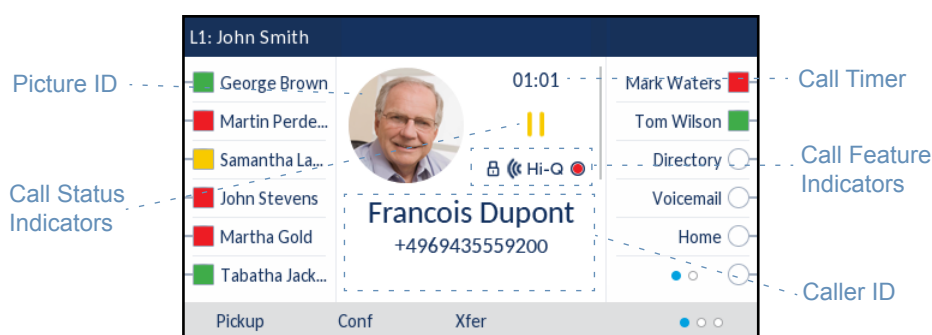 L1: John Smith
Picture ID
George Brown
01:01
Mark Waters
Call Timer
Martin Perde...
Tom Wilson
Samantha La...
Hi-Q
Directory
Call Feature
Indicators
Call Status
Indicators
John Stevens
Francois Dupont
Voicemail
Martha Gold
+4969435559200
Home
Tabatha Jack...
Caller ID
Pickup
Conf
Xfer